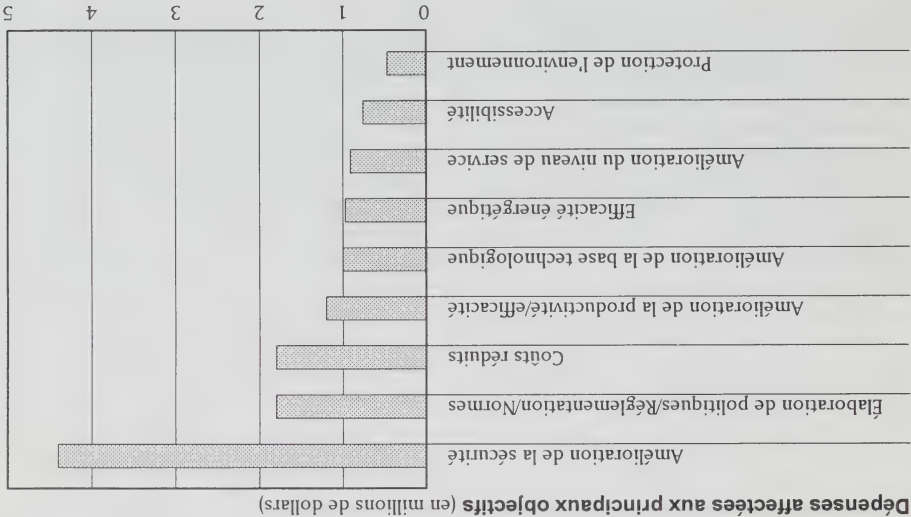 Dépenses affectées aux principaux objectifs (en millions de dollars)
Amélioration de la sécurité
Élaboration de politiques/Réglementation/Normes
Coûts réduits
Amélioration de la productivité/efficacité
Amélioration de la base technologique
Efficacité énergétique
Amélioration du niveau de service
Accessibilité
Protection de l'environnement
0 1 2 3 4 5